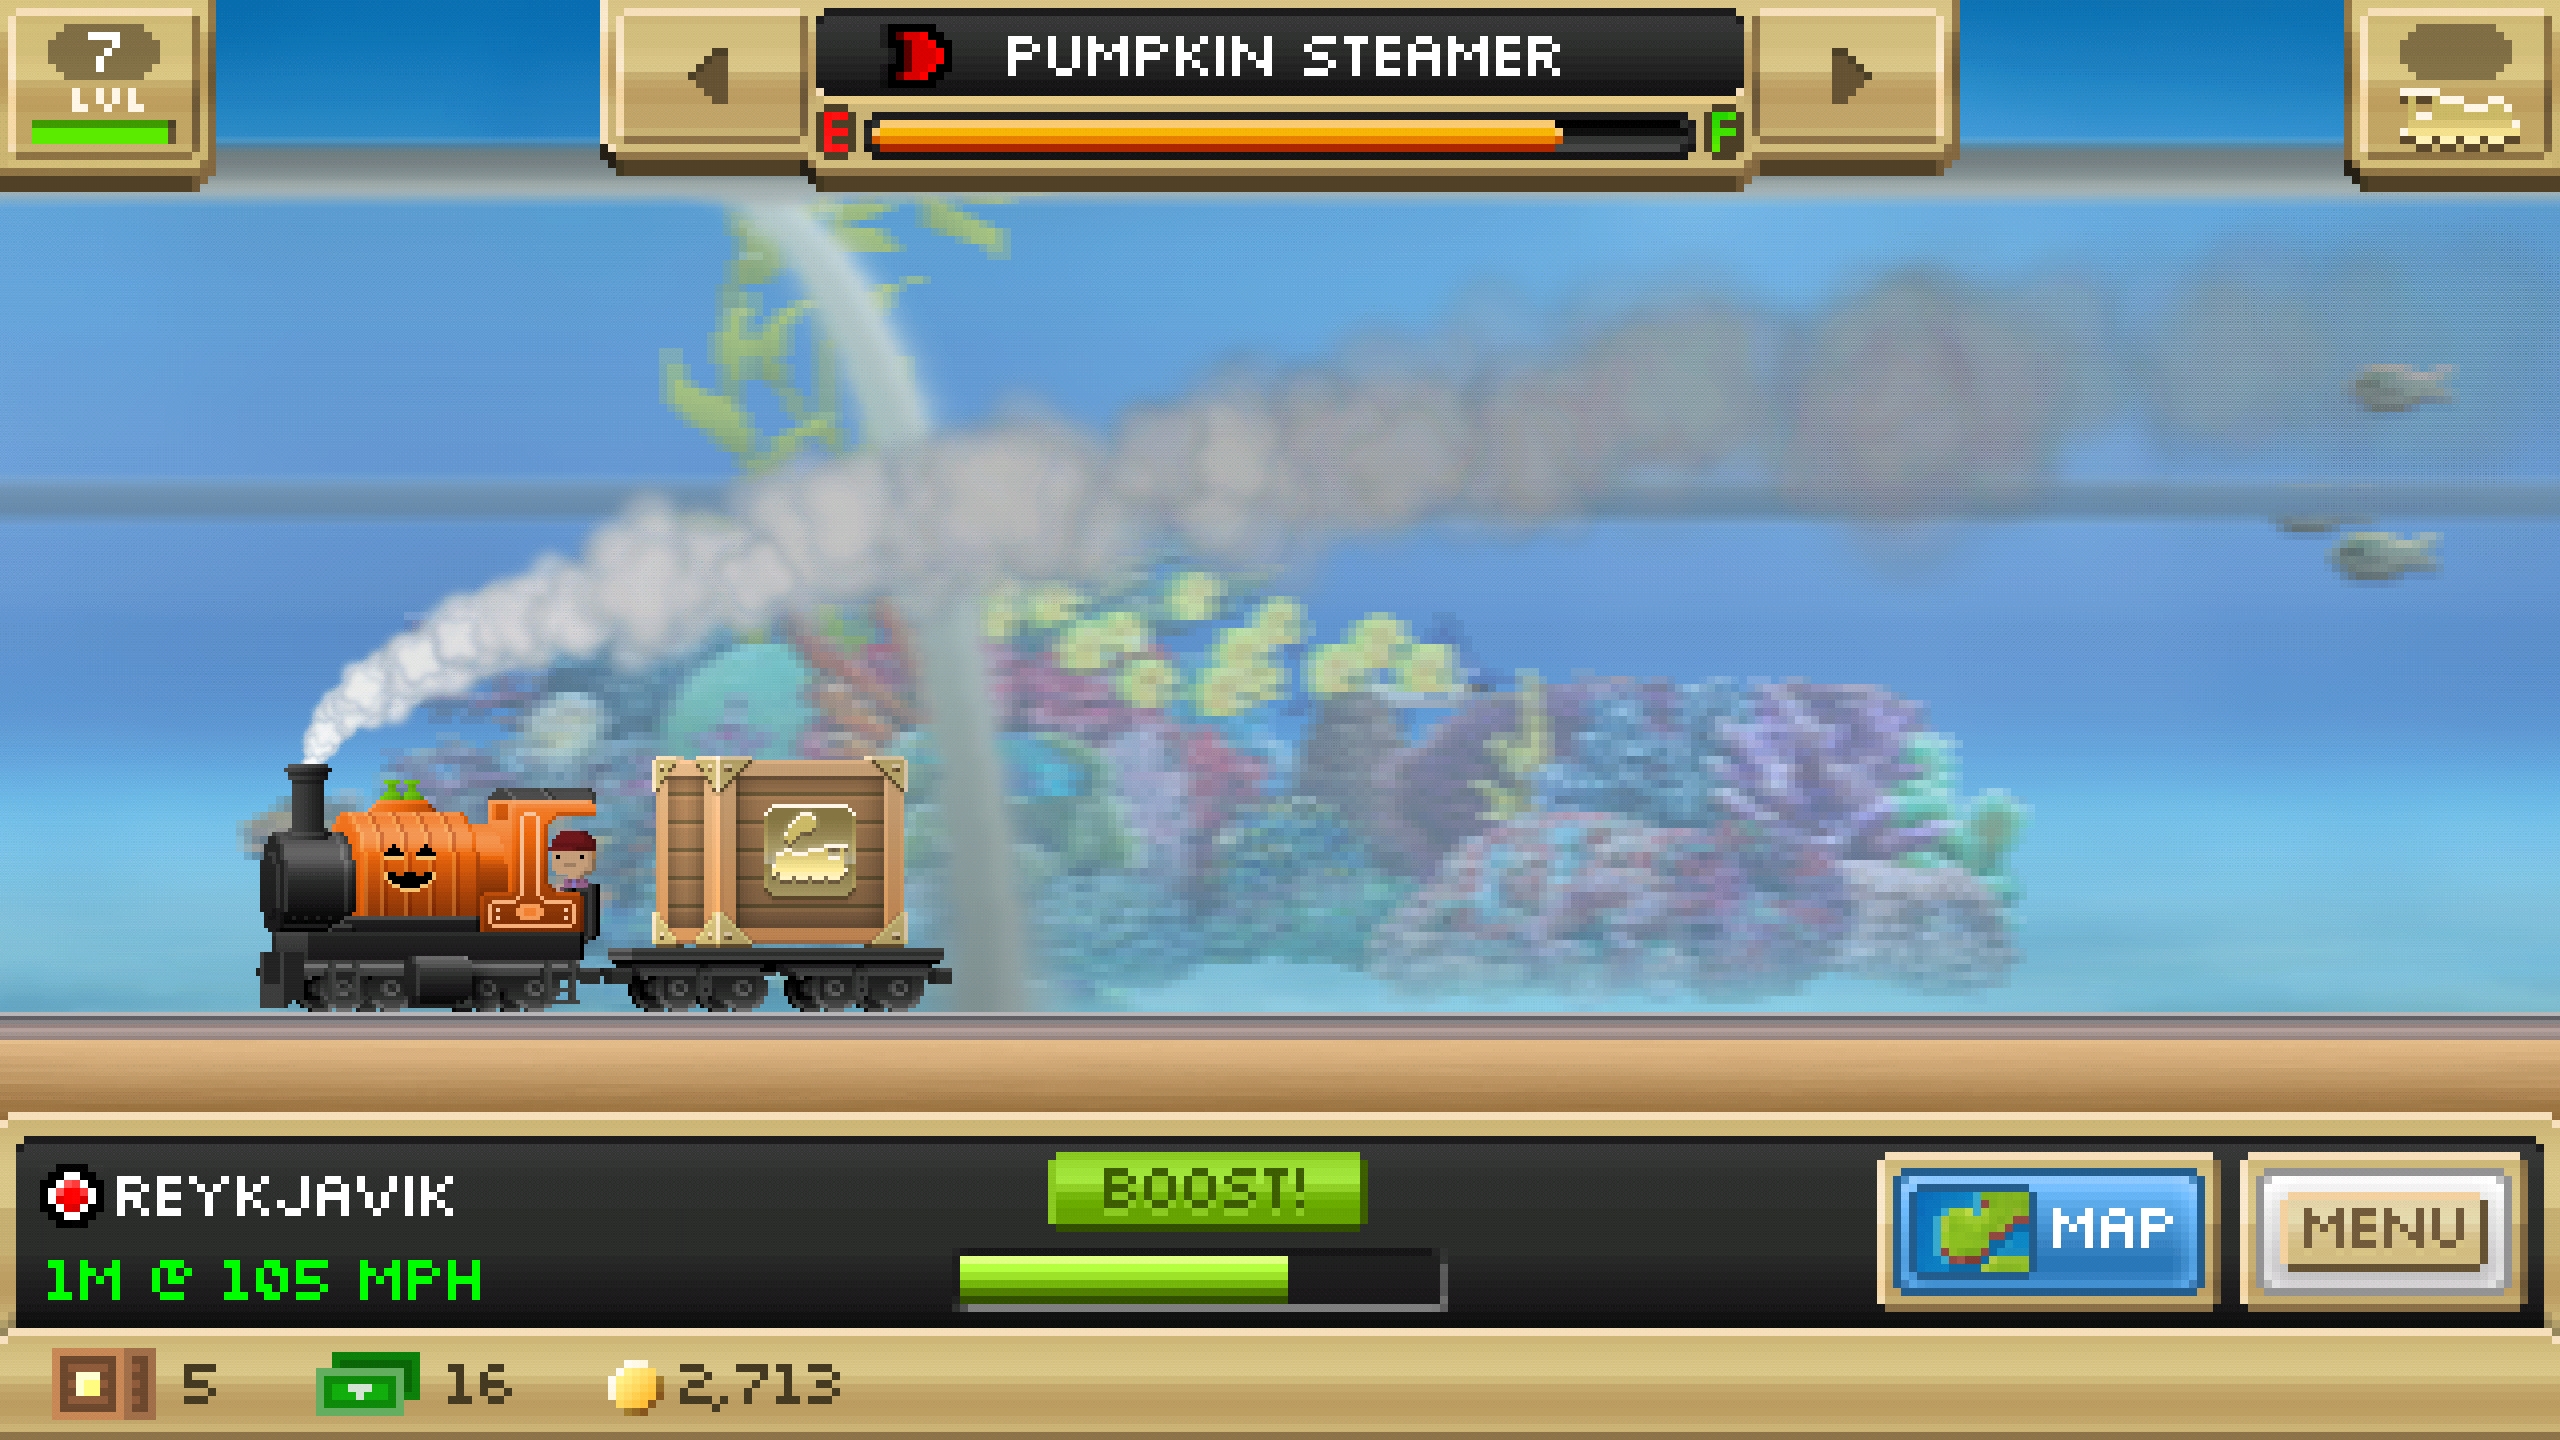 7
LVL
PUMPKIN STEAMER
E F
REYKJAVIK
1M @ 105 MPH
BOOST!
MAP
MENU
5 16 2,713